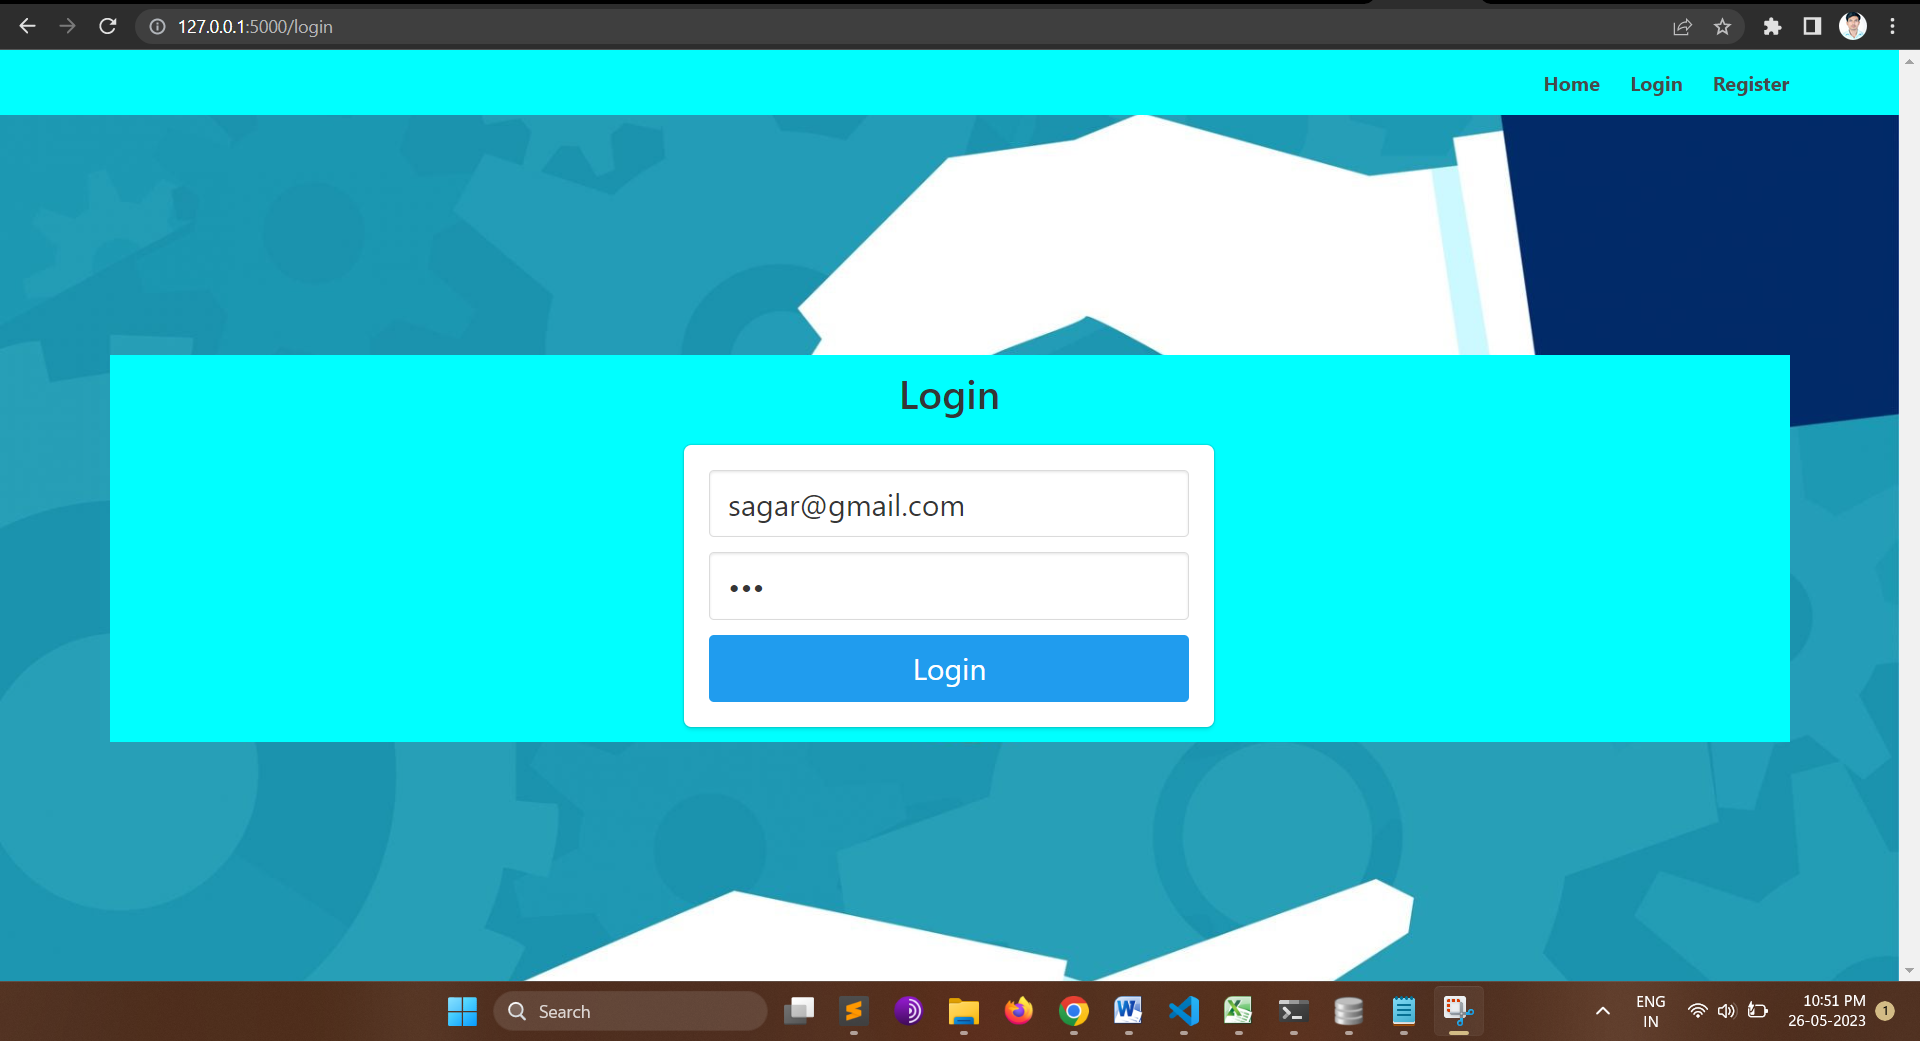 127.0.0.1:5000/login
Home Login Register
Login
sagar@gmail.com
•••
Login
Search
ENG
IN
10:51 PM
26-05-2023
1